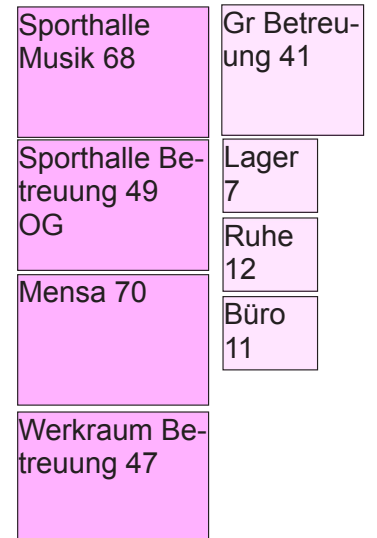 Sporthalle
Musik 68
Sporthalle Be-
treuung 49
OG
Mensa 70
Werkraum Be-
treuung 47
Gr Betreu-
ung 41
Lager
7
Ruhe
12
Büro
11